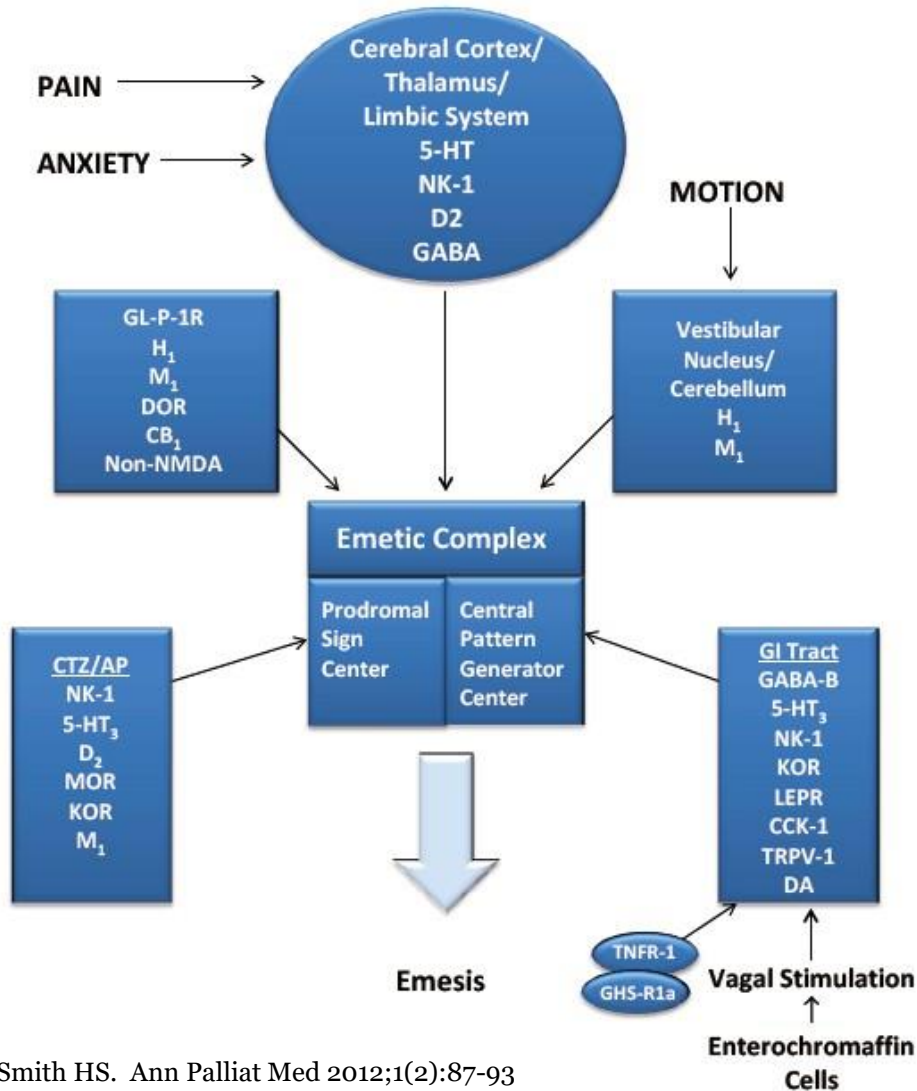 Cerebral Cortex/
Thalamus/
Limbic System
5-HT
NK-1
D2
GABA
PAIN
ANXIETY
MOTION
GL-P-1R
H₁
M₁
DOR
CB₁
Non-NMDA
Vestibular
Nucleus/
Cerebellum
H₁
M₁
Emetic Complex
Prodromal
Sign
Center
Central
Pattern
Generator
Center
CTZ/AP
NK-1
5-HT₃
D₂
MOR
KOR
M₁
GI Tract
GABA-B
5-HT₃
NK-1
KOR
LEPR
CCK-1
TRPV-1
DA
Emesis
TNFR-1
GHS-R1a
Vagal Stimulation
Enterochromaffin
Cells
Smith HS. Ann Palliat Med 2012;1(2):87-93